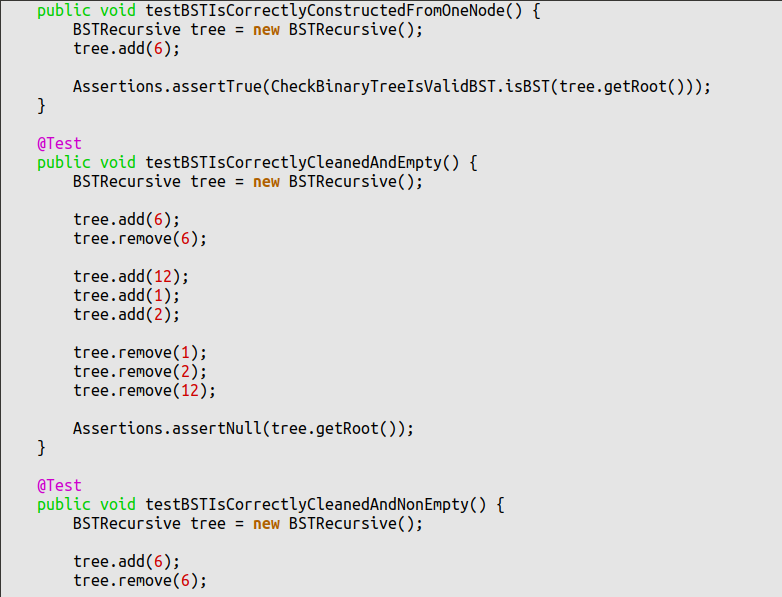 public void testBSTIsCorrectlyConstructedFromOneNode() {
BSTRecursive tree = new BSTRecursive();
tree.add(6);
Assertions.assertTrue(CheckBinaryTreeIsValidBST.isBST(tree.getRoot()));
}
@Test
public void testBSTIsCorrectlyCleanedAndEmpty() {
BSTRecursive tree = new BSTRecursive();
tree.add(6);
tree.remove(6);
tree.add(12);
tree.add(1);
tree.add(2);
tree.remove(1);
tree.remove(2);
tree.remove(12);
Assertions.assertNull(tree.getRoot());
}
@Test
public void testBSTIsCorrectlyCleanedAndNonEmpty() {
BSTRecursive tree = new BSTRecursive();
tree.add(6);
tree.remove(6);